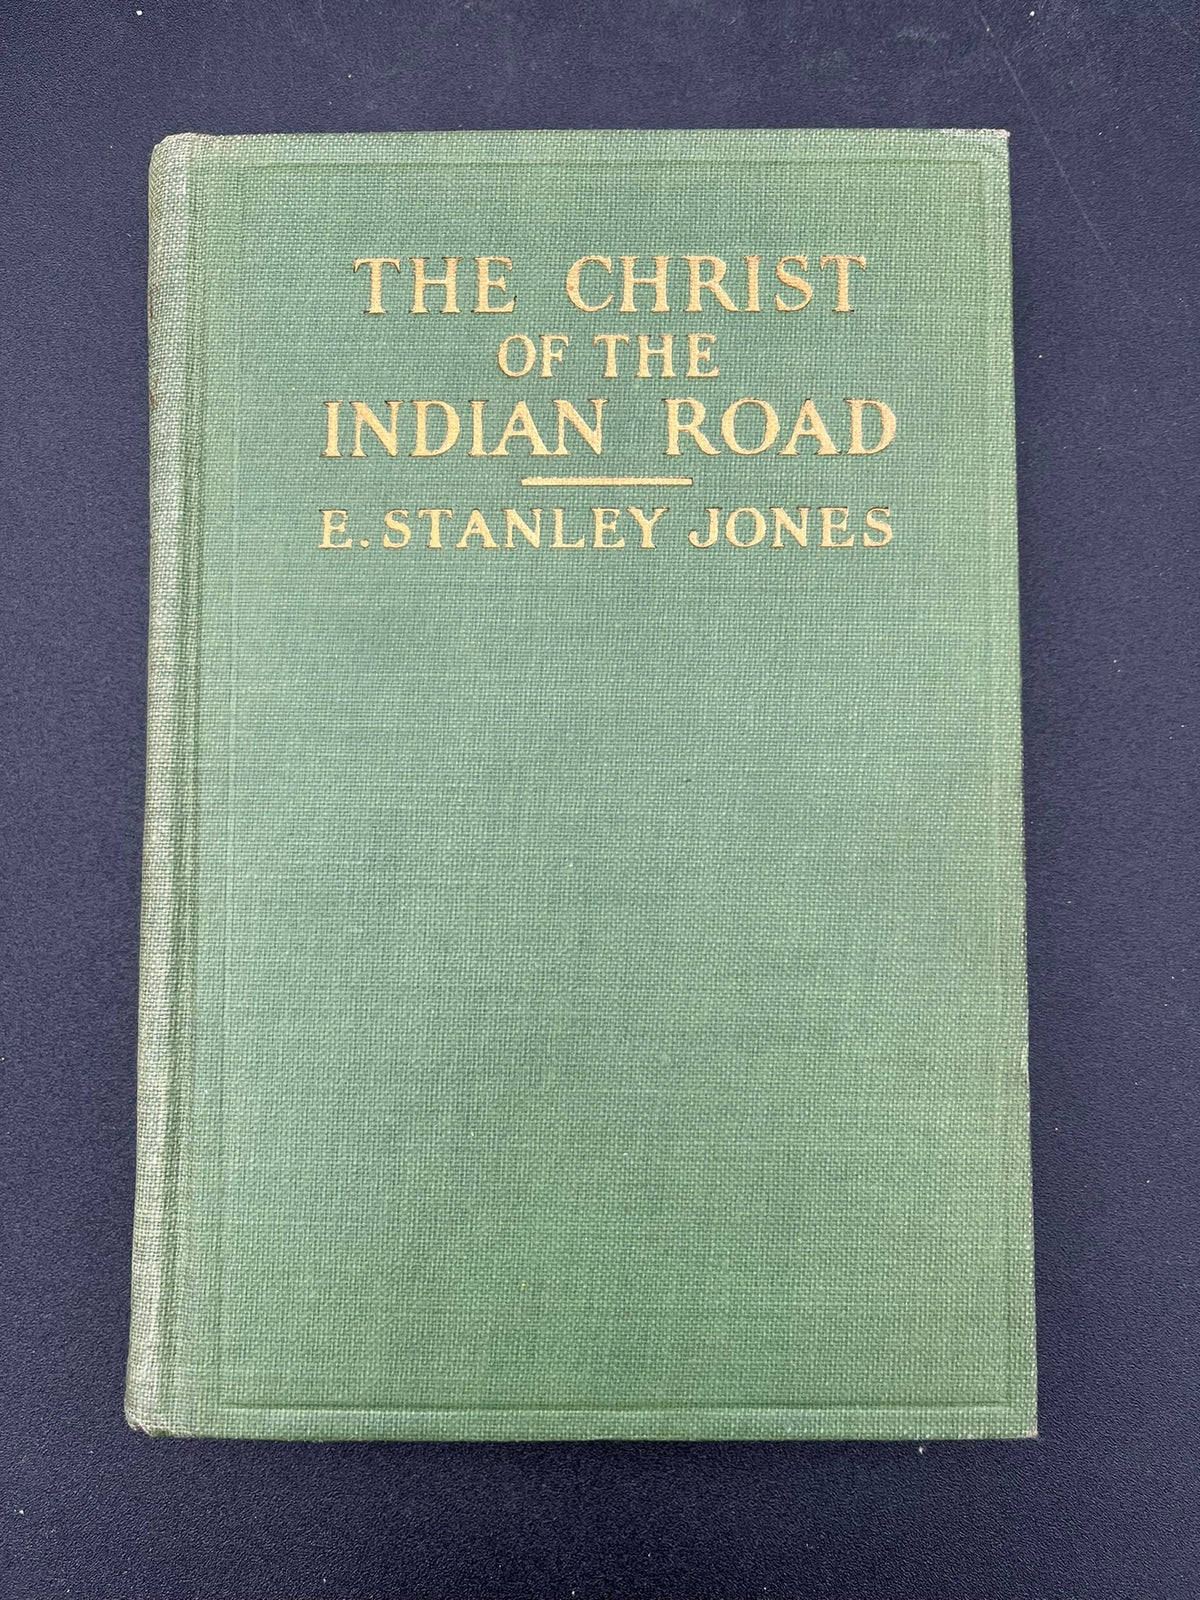 THE CHRIST
OF THE
INDIAN ROAD
E. STANLEY JONES